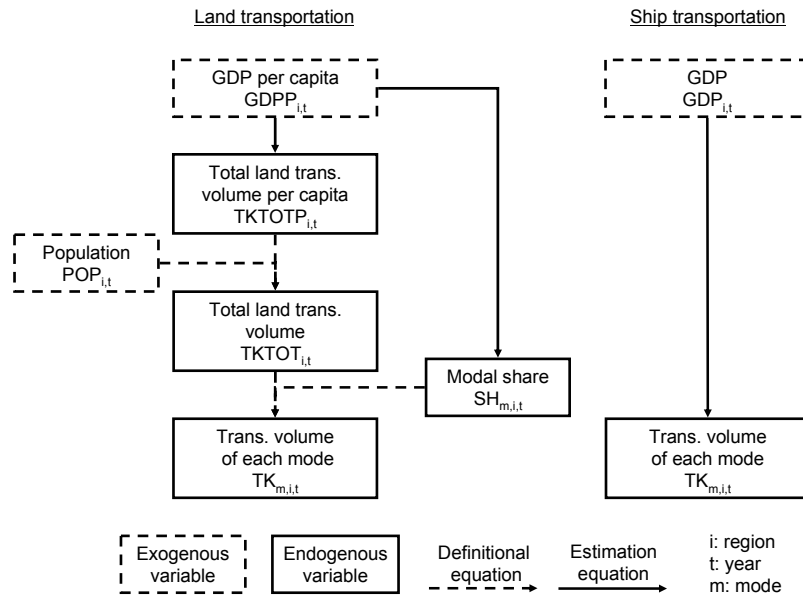 Land transportation
Ship transportation
GDP per capita
GDPP i,t
GDP
GDP i,t
Total land trans.
volume per capita
TKTOTP i,t
Population
POP i,t
Total land trans.
volume
TKTOT i,t
Modal share
SH m,i,t
Trans. volume
of each mode
TK m,i,t
Trans. volume
of each mode
TK m,i,t
Exogenous
variable
Endogenous
variable
Definitional
equation
Estimation
equation
i: region
t: year
m: mode